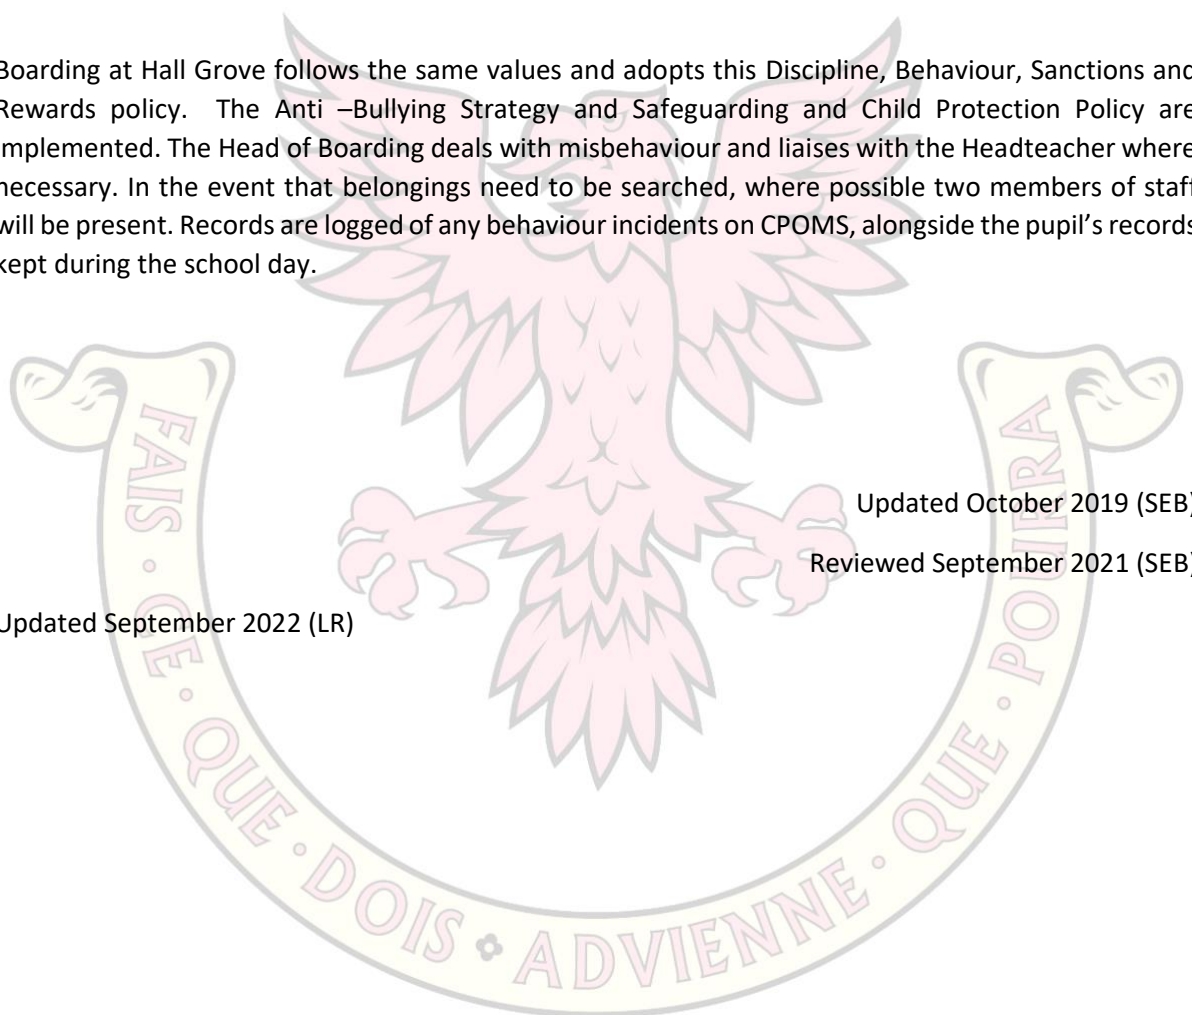 Boarding at Hall Grove follows the same values and adopts this Discipline, Behaviour, Sanctions and
Rewards policy. The Anti –Bullying Strategy and Safeguarding and Child Protection Policy are
implemented. The Head of Boarding deals with misbehaviour and liaises with the Headteacher where
necessary. In the event that belongings need to be searched, where possible two members of staff
will be present. Records are logged of any behaviour incidents on CPOMS, alongside the pupil’s records
kept during the school day.
Updated October 2019 (SEB)
Reviewed September 2021 (SEB)
Updated September 2022 (LR)
FAIS · CE · QUE · DOIS · ADVIENNE · QUE · POURRA